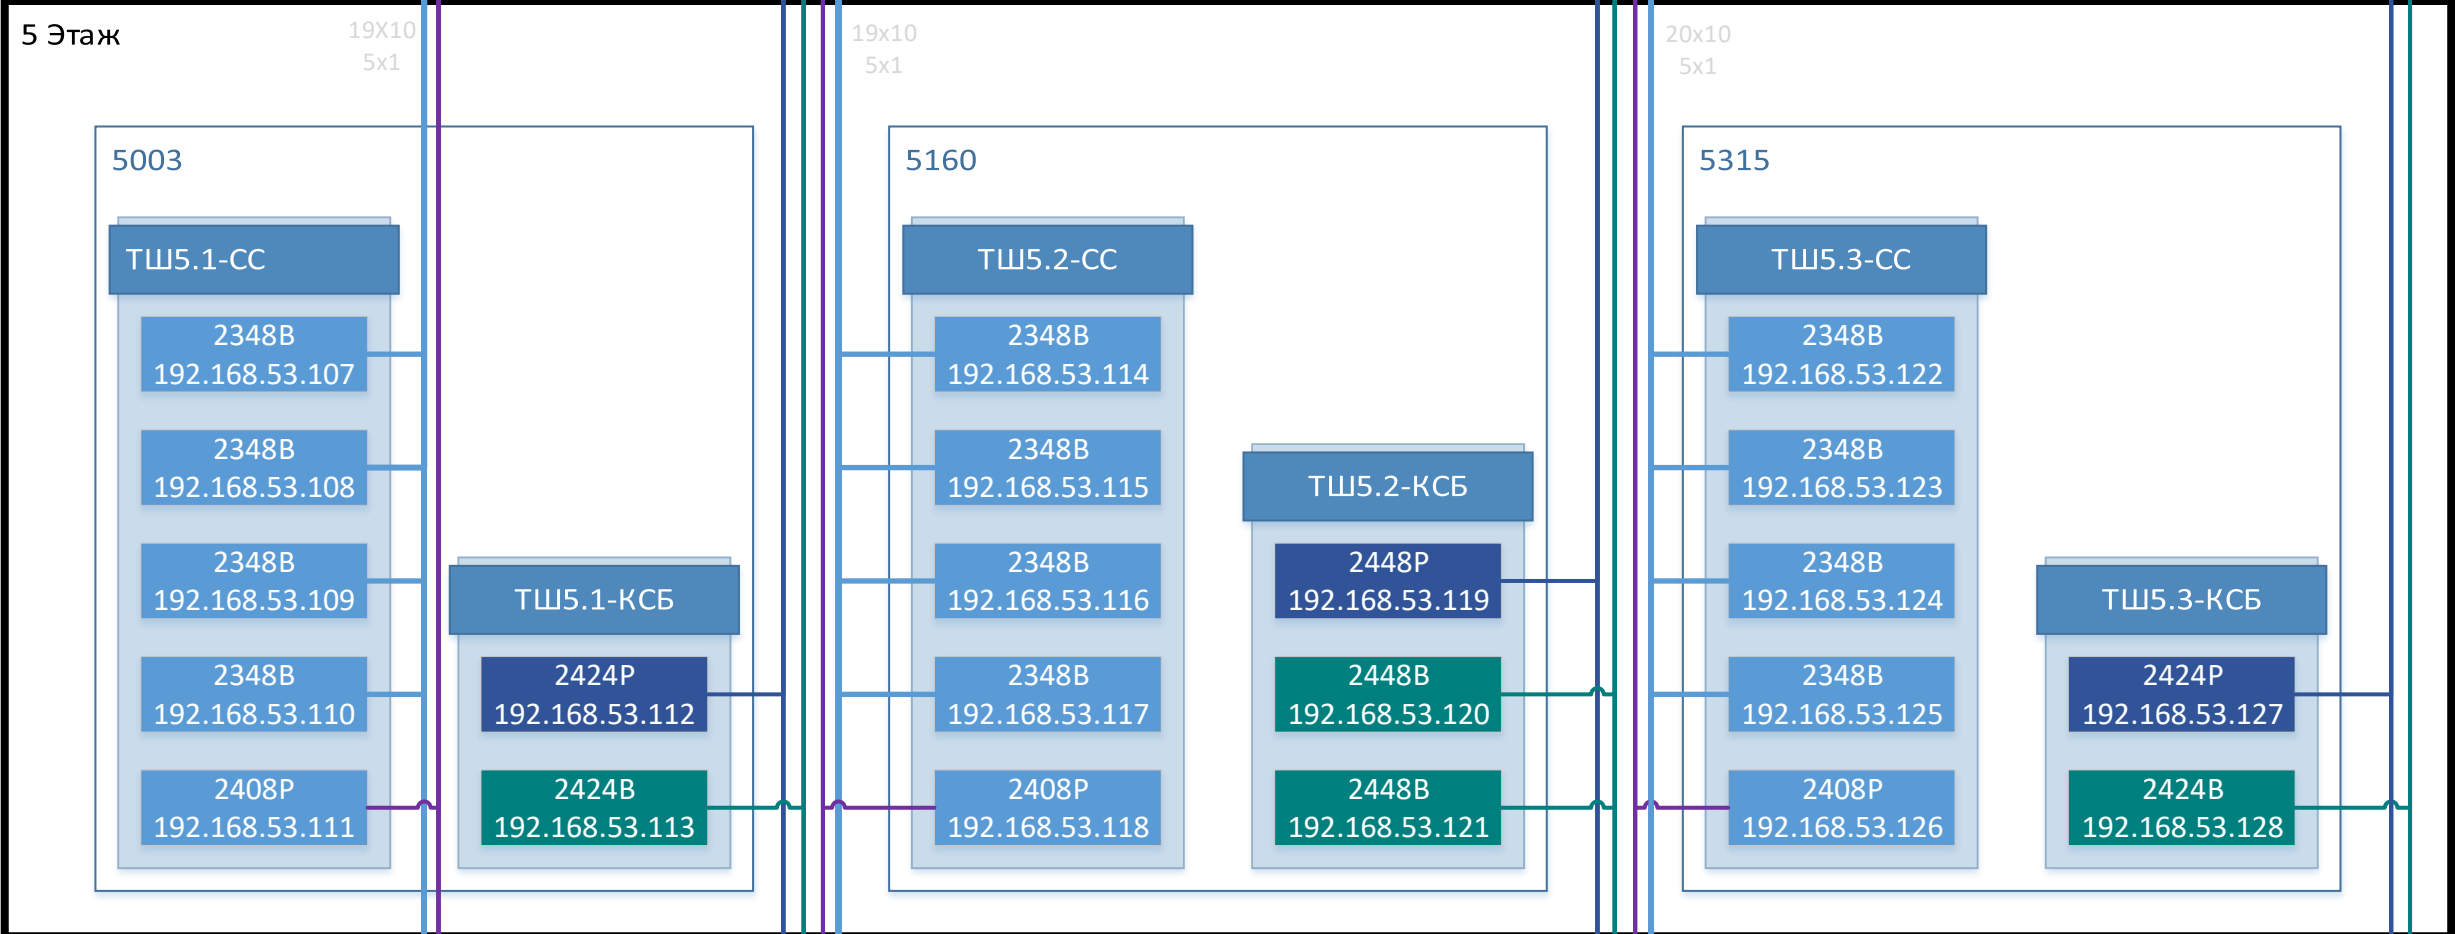 5 Этаж
19X10
5x1
19x10
5x1
20x10
5x1
5003
ТШ5.1-СС
2348B
192.168.53.107
2348B
192.168.53.108
2348B
192.168.53.109
2348B
192.168.53.110
2408P
192.168.53.111
ТШ5.1-КСБ
2424P
192.168.53.112
2424B
192.168.53.113
5160
ТШ5.2-СС
2348B
192.168.53.114
2348B
192.168.53.115
2348B
192.168.53.116
2348B
192.168.53.117
2408P
192.168.53.118
ТШ5.2-КСБ
2448P
192.168.53.119
2448B
192.168.53.120
2448B
192.168.53.121
5315
ТШ5.3-СС
2348B
192.168.53.122
2348B
192.168.53.123
2348B
192.168.53.124
2348B
192.168.53.125
2408P
192.168.53.126
ТШ5.3-КСБ
2424P
192.168.53.127
2424B
192.168.53.128